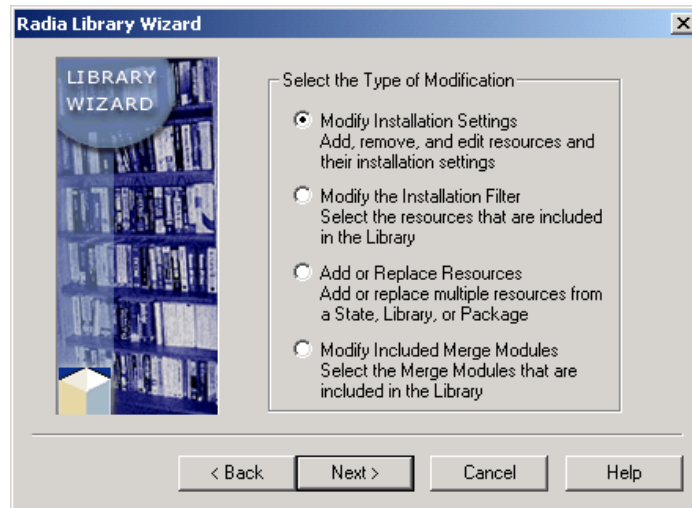 Radia Library Wizard
LIBRARY
WIZARD
Select the Type of Modification
Modify Installation Settings
Add, remove, and edit resources and
their installation settings
Modify the Installation Filter
Select the resources that are included
in the Library
Add or Replace Resources
Add or replace multiple resources from
a State, Library, or Package
Modify Included Merge Modules
Select the Merge Modules that are
included in the Library
< Back
Next >
Cancel
Help